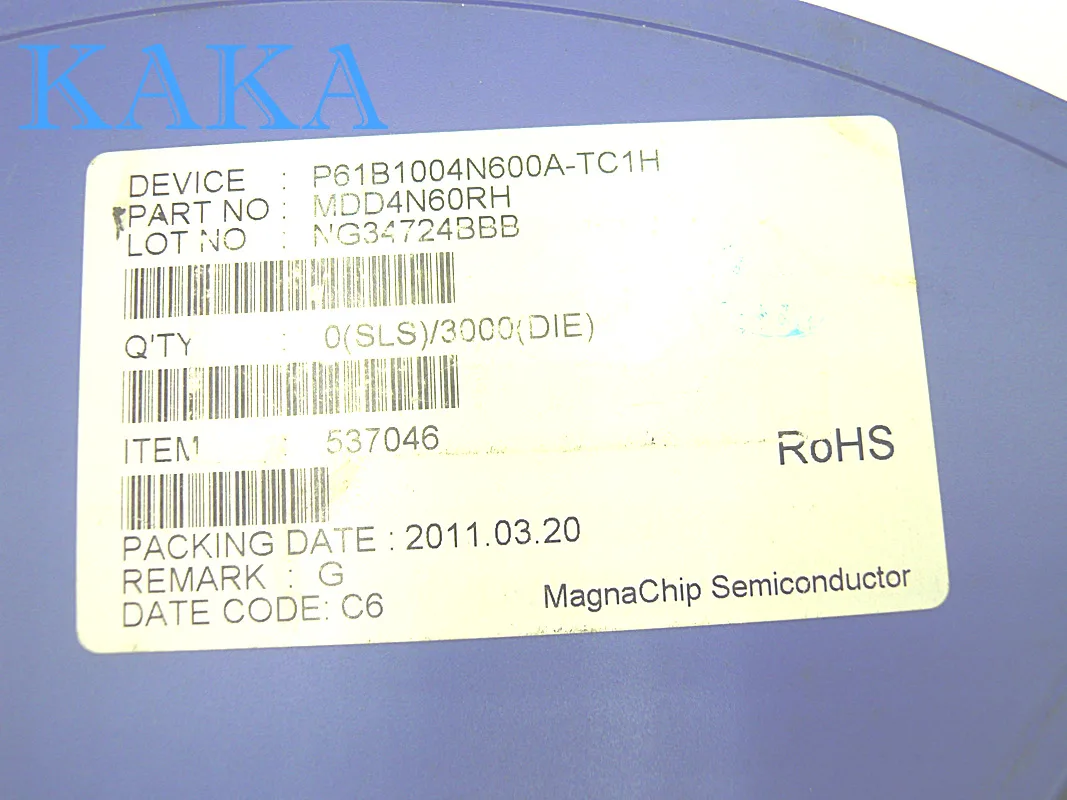 KAKA
DEVICE : P61B1004N600A-TC1H
PART NO : MDD4N60RH
LOT NO : NG34724BBB
Q'TY : 0(SLS)/3000(DIE)
ITEM : 537046
RoHS
PACKING DATE : 2011.03.20
REMARK : G
DATE CODE: C6
MagnaChip Semiconductor